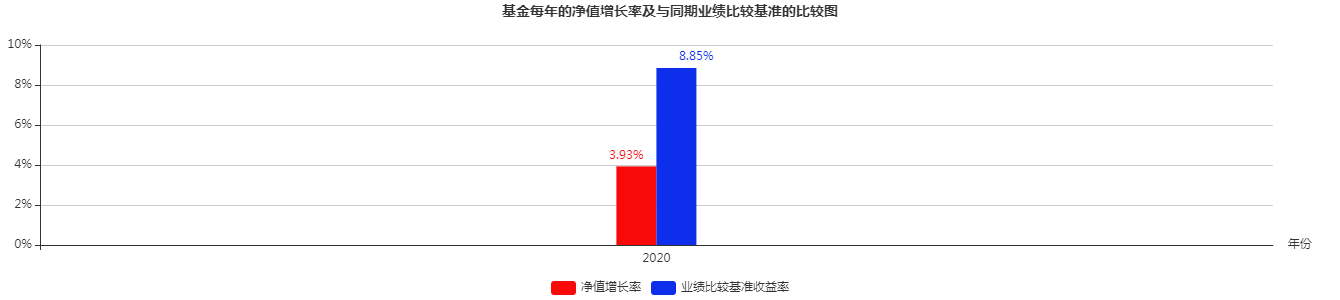 基金每年的净值增长率及与同期业绩比较基准的比较图
10%
8%
6%
4%
2%
0%
8.85%
3.93%
2020
年份
净值增长率
业绩比较基准收益率